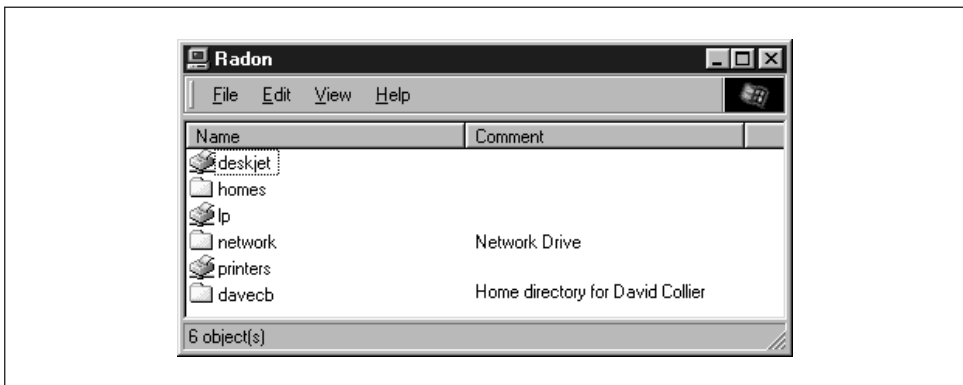 Radon
File Edit View Help
Name Comment
deskjet
homes
lp
network Network Drive
printers
davecb Home directory for David Collier
6 object(s)